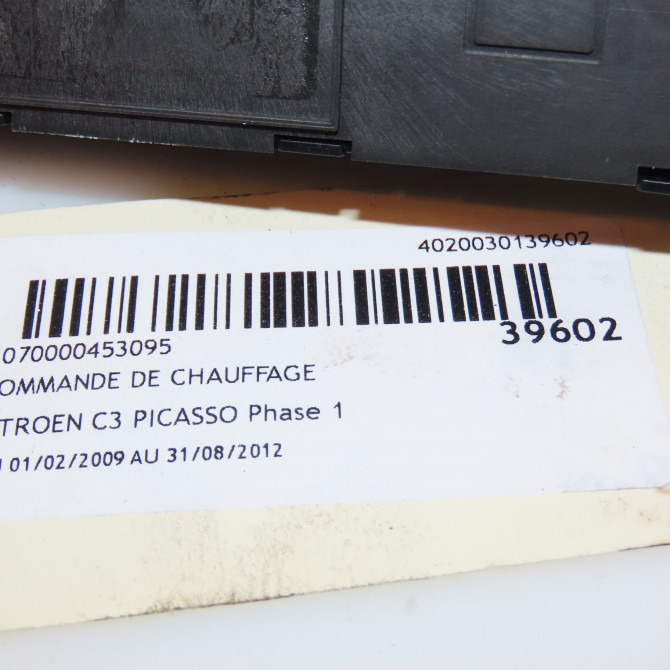 4020030139602
39602
070000453095
OMMANDE DE CHAUFFAGE
TROEN C3 PICASSO Phase 1
01/02/2009 AU 31/08/2012